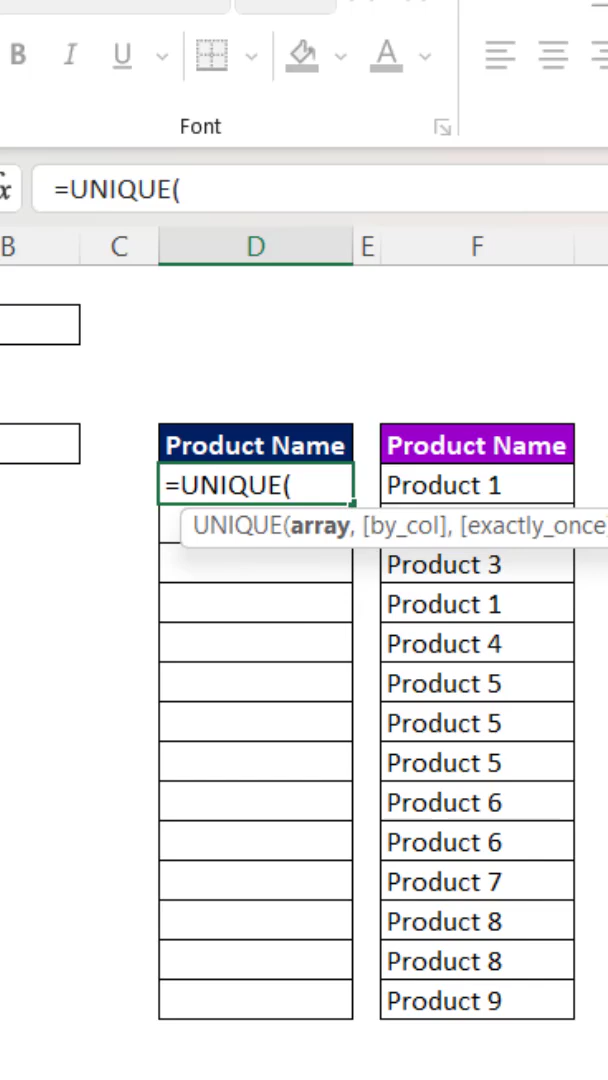 B I U A
Font
fx =UNIQUE(
B C D E F
Product Name Product Name
=UNIQUE( Product 1
UNIQUE(array, [by_col], [exactly_once]
Product 3
Product 1
Product 4
Product 5
Product 5
Product 5
Product 6
Product 6
Product 7
Product 8
Product 8
Product 9